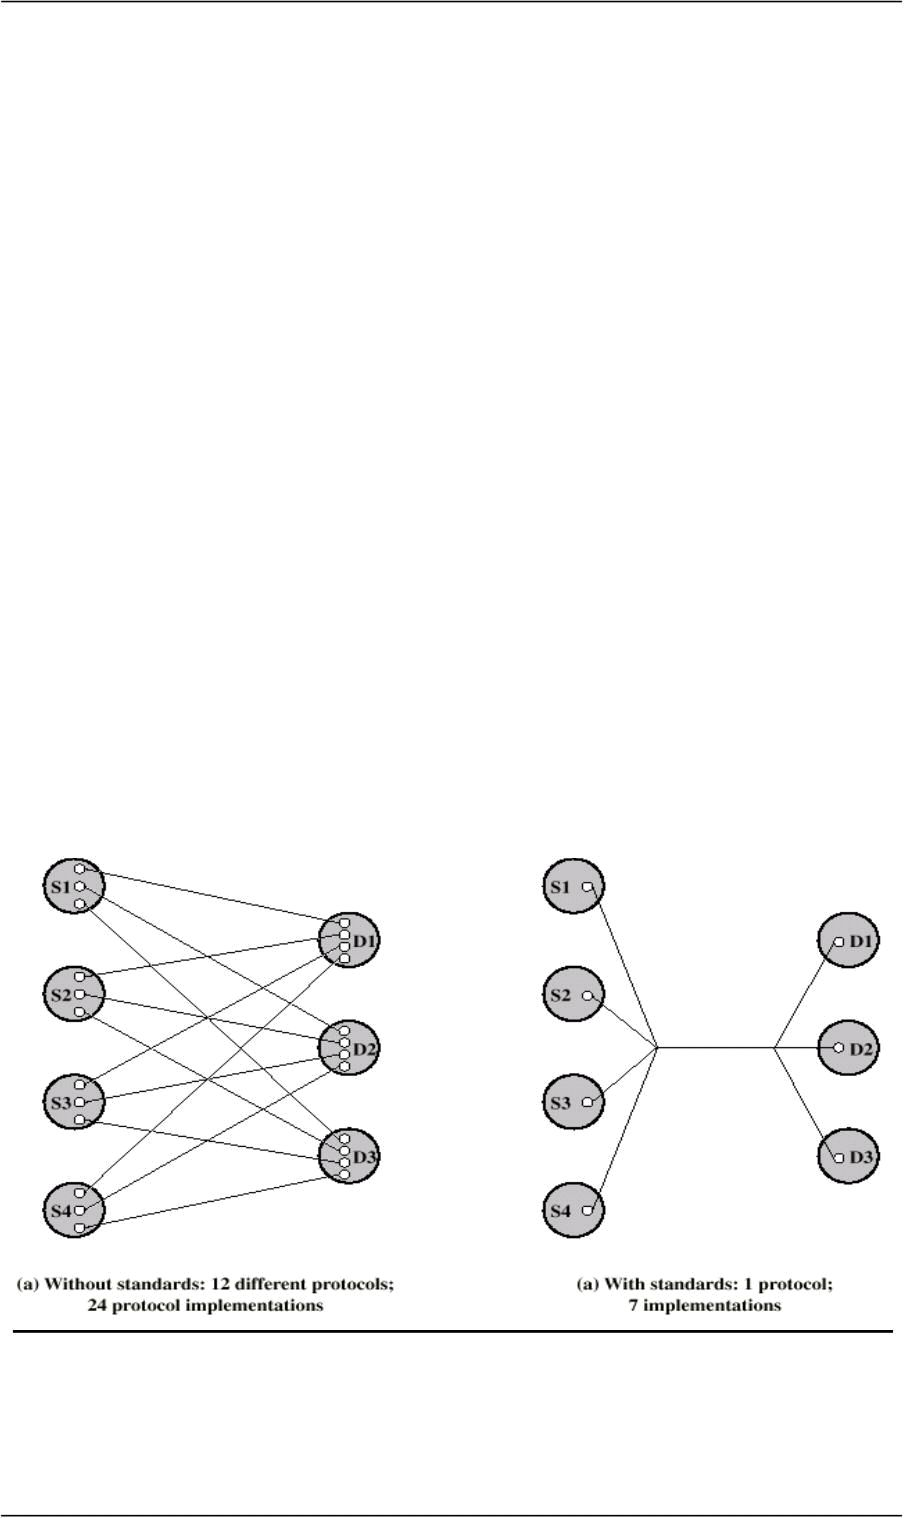 S1
S2
S3
S4
D1
D2
D3
(a) Without standards: 12 different protocols;
24 protocol implementations
S1
S2
S3
S4
D1
D2
D3
(a) With standards: 1 protocol;
7 implementations